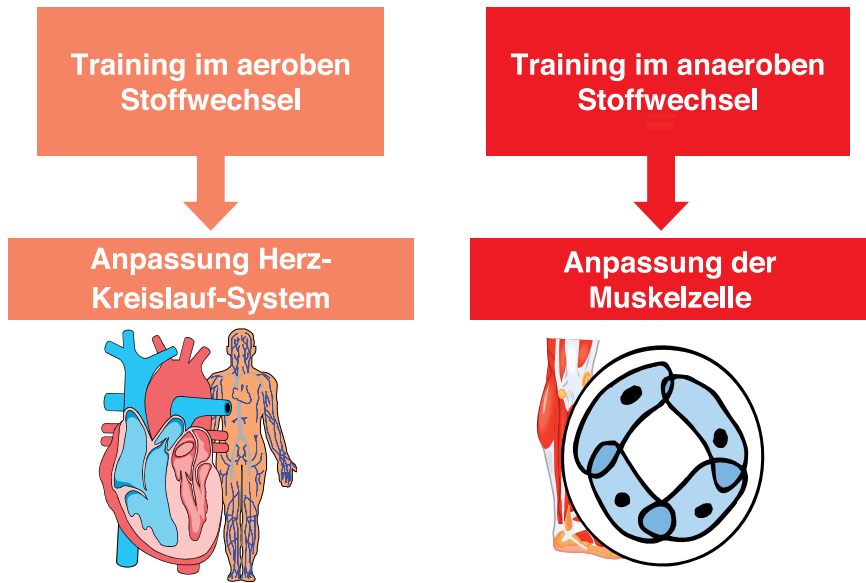 Training im aeroben
Stoffwechsel
Anpassung Herz-
Kreislauf-System
Training im anaeroben
Stoffwechsel
Anpassung der
Muskelzelle